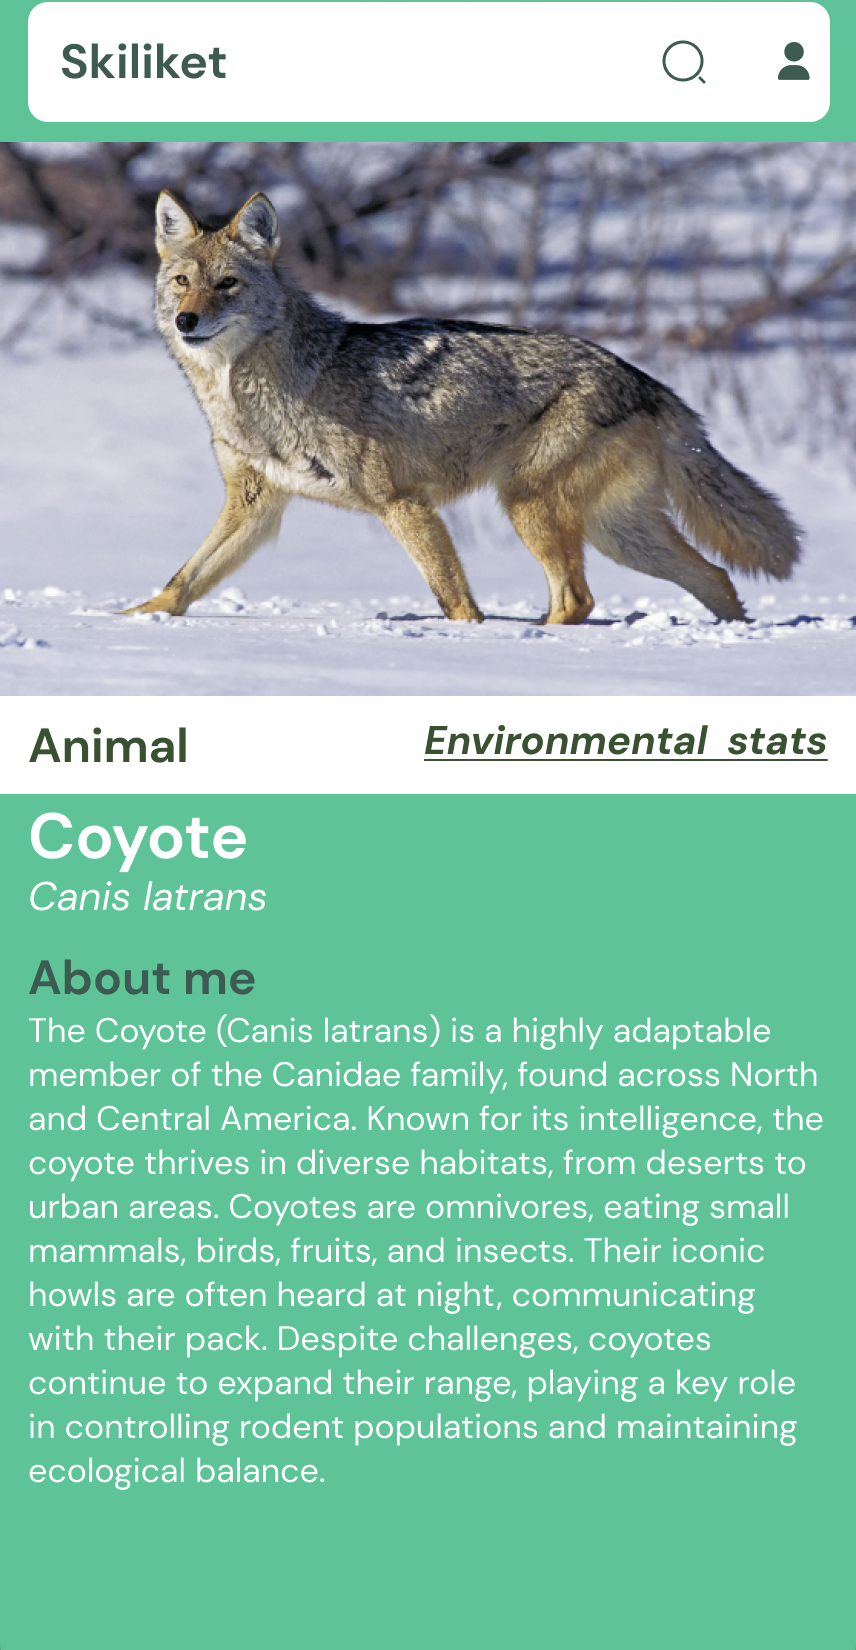 Skiliket
Animal
Environmental stats
Coyote
Canis latrans
About me
The Coyote (Canis latrans) is a highly adaptable
member of the Canidae family, found across North
and Central America. Known for its intelligence, the
coyote thrives in diverse habitats, from deserts to
urban areas. Coyotes are omnivores, eating small
mammals, birds, fruits, and insects. Their iconic
howls are often heard at night, communicating
with their pack. Despite challenges, coyotes
continue to expand their range, playing a key role
in controlling rodent populations and maintaining
ecological balance.